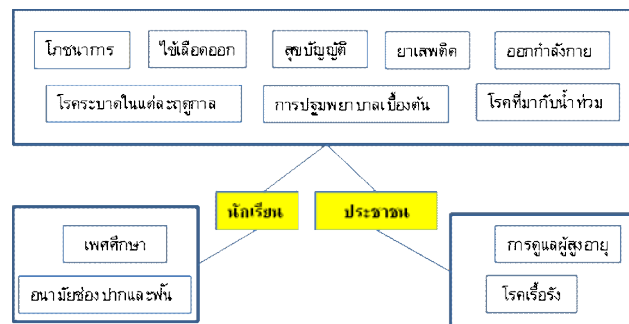 โภชนาการ ไข้เลือดออก สุขบัญญัติ ยาเสพติด ออกกำลังกาย
โรคระบาดในแต่ละฤดูกาล การปฐมพยาบาลเบื้องต้น โรคที่มากับน้ำท่วม
นักเรียน ประชาชน
เพศศึกษา
อนามัยช่องปากและฟัน
การดูแลผู้สูงอายุ
โรคเรื้อรัง